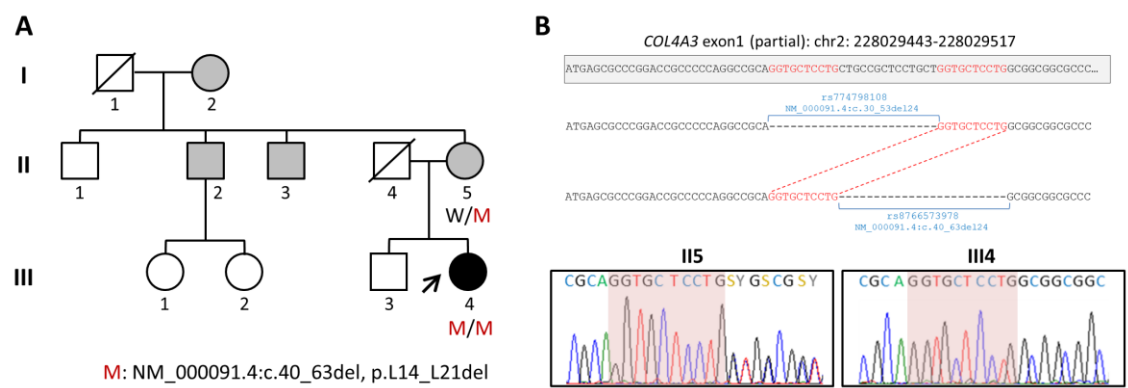 A
I
1
2
II
1
2
3
4
5
W/M
III
1
2
3
4
M/M
M: NM_000091.4:c.40_63del, p.L14_L21del
B
COL4A3 exon1 (partial): chr2: 228029443-228029517
ATGAGCGCCCGGACCGCCCCCAGGCCGCAGGTGCTCCTGCTGCCGCTCCTGCTGGTGCTCCTGGCGGCGGCGCCC...
rs774798108
NM_000091.4:c.30_53del24
ATGAGCGCCCGGACCGCCCCCAGGCCGCA------------------------GGTGCTCCTGGCGGCGGCGCCC
ATGAGCGCCCGGACCGCCCCCAGGCCGCAGGTGCTCCTG------------------------GCGGCGGCGCCC
rs8766573978
NM_000091.4:c.40_63del24
II5
III4
CGCAGGTGCTCCTGSYGSCGSY
CGCAGGTGCTCCTGGCGGCGGC